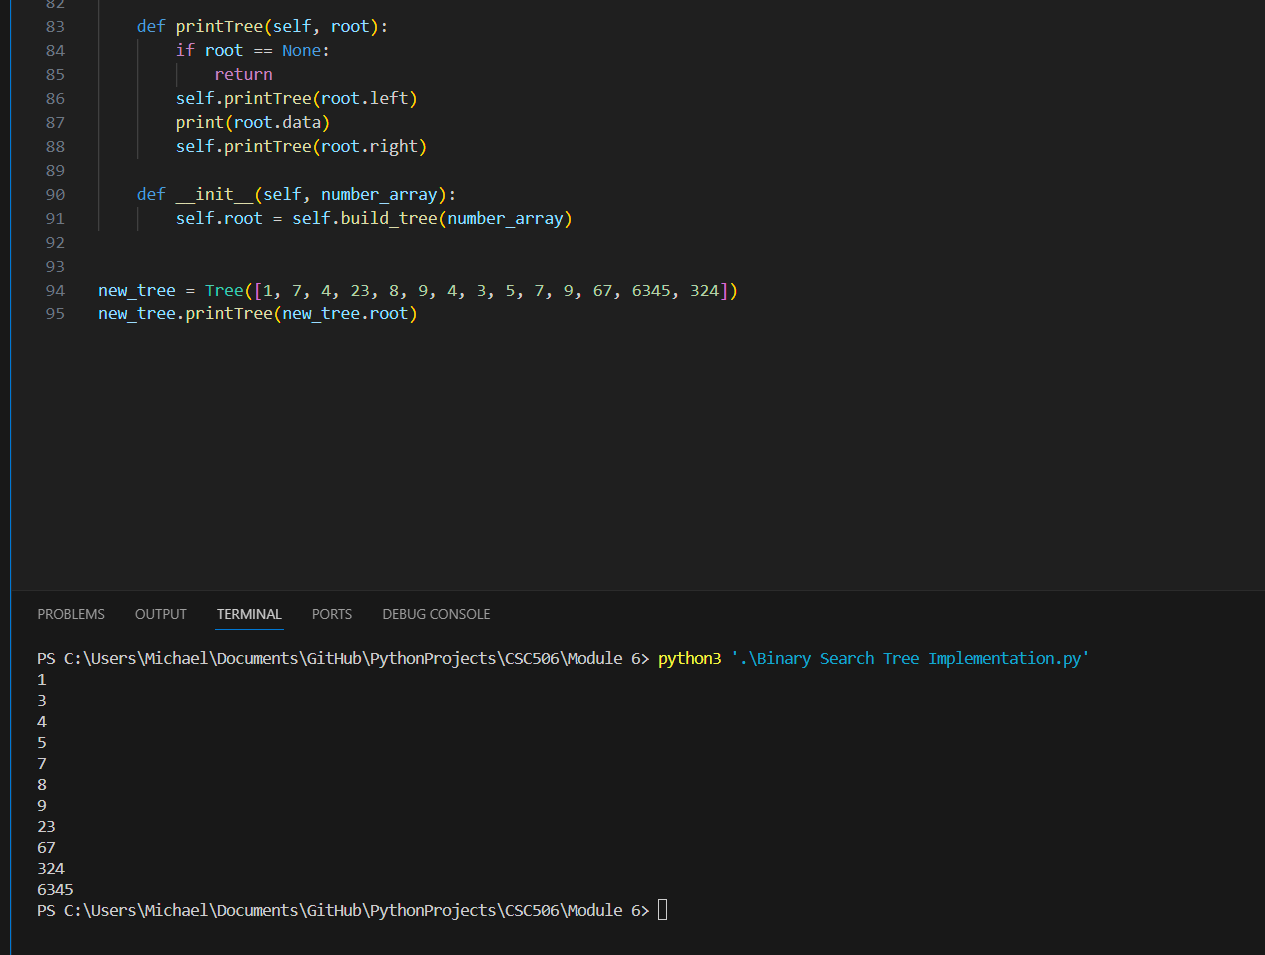 82
83 def printTree(self, root):
84 if root == None:
85 return
86 self.printTree(root.left)
87 print(root.data)
88 self.printTree(root.right)
89
90 def __init__(self, number_array):
91 self.root = self.build_tree(number_array)
92
93
94 new_tree = Tree([1, 7, 4, 23, 8, 9, 4, 3, 5, 7, 9, 67, 6345, 324])
95 new_tree.printTree(new_tree.root)
PROBLEMS OUTPUT TERMINAL PORTS DEBUG CONSOLE
PS C:\Users\Michael\Documents\GitHub\PythonProjects\CSC506\Module 6> python3 '.\Binary Search Tree Implementation.py'
1
3
4
5
7
8
9
23
67
324
6345
PS C:\Users\Michael\Documents\GitHub\PythonProjects\CSC506\Module 6>